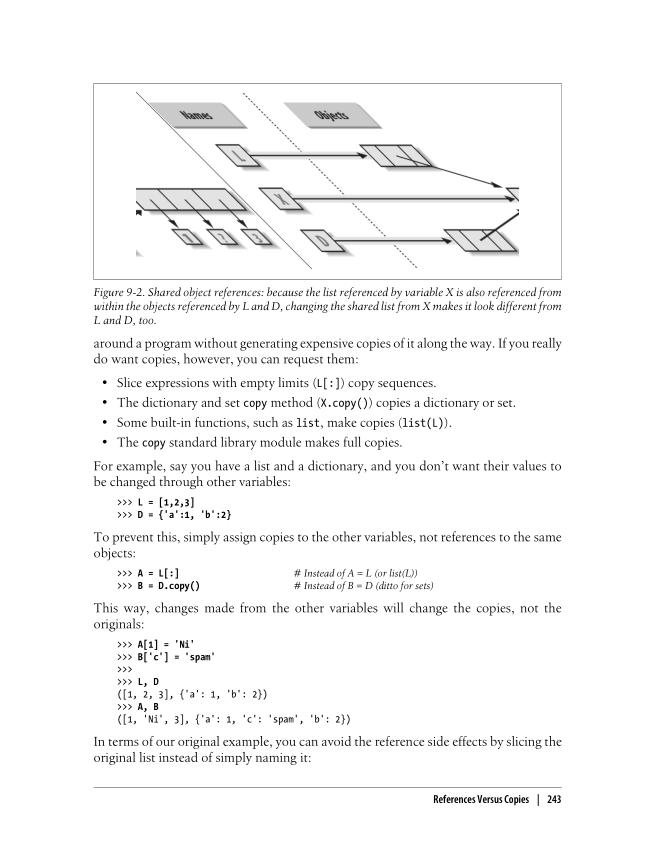 Names Objects
L
X
1 2 3 D
Figure 9-2. Shared object references: because the list referenced by variable X is also referenced from
within the objects referenced by L and D, changing the shared list from X makes it look different from
L and D, too.
around a program without generating expensive copies of it along the way. If you really
do want copies, however, you can request them:
• Slice expressions with empty limits (L[:]) copy sequences.
• The dictionary and set copy method (X.copy()) copies a dictionary or set.
• Some built-in functions, such as list, make copies (list(L)).
• The copy standard library module makes full copies.
For example, say you have a list and a dictionary, and you don’t want their values to
be changed through other variables:
>>> L = [1,2,3]
>>> D = {'a':1, 'b':2}
To prevent this, simply assign copies to the other variables, not references to the same
objects:
>>> A = L[:] # Instead of A = L (or list(L))
>>> B = D.copy() # Instead of B = D (ditto for sets)
This way, changes made from the other variables will change the copies, not the
originals:
>>> A[1] = 'Ni'
>>> B['c'] = 'spam'
>>>
>>> L, D
([1, 2, 3], {'a': 1, 'b': 2})
>>> A, B
([1, 'Ni', 3], {'a': 1, 'c': 'spam', 'b': 2})
In terms of our original example, you can avoid the reference side effects by slicing the
original list instead of simply naming it:
References Versus Copies | 243